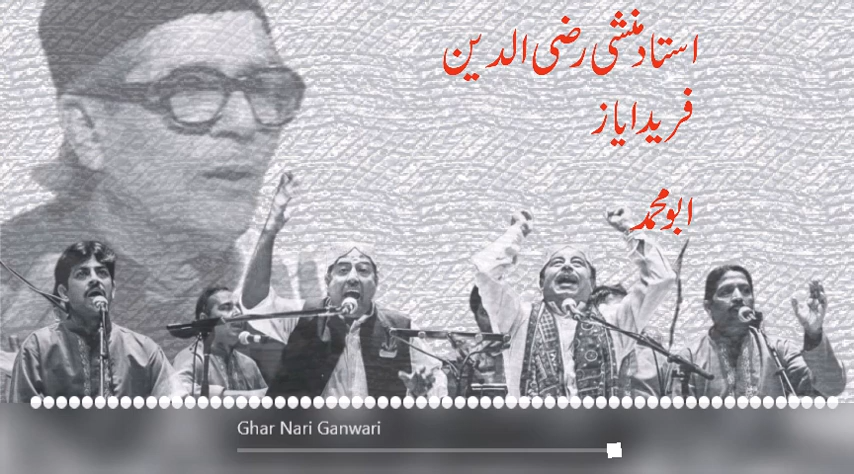 استاد منشی رضی الدین
فرید ایاز
ابو محمد
Ghar Nari Ganwari